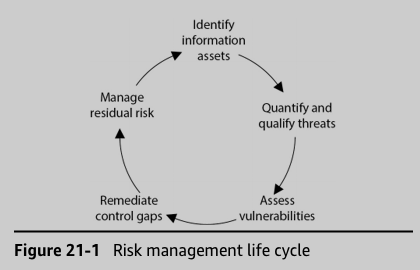 Identify
information
assets
Quantify and
qualify threats
Assess
vulnerabilities
Remediate
control gaps
Manage
residual risk
Figure 21-1 Risk management life cycle